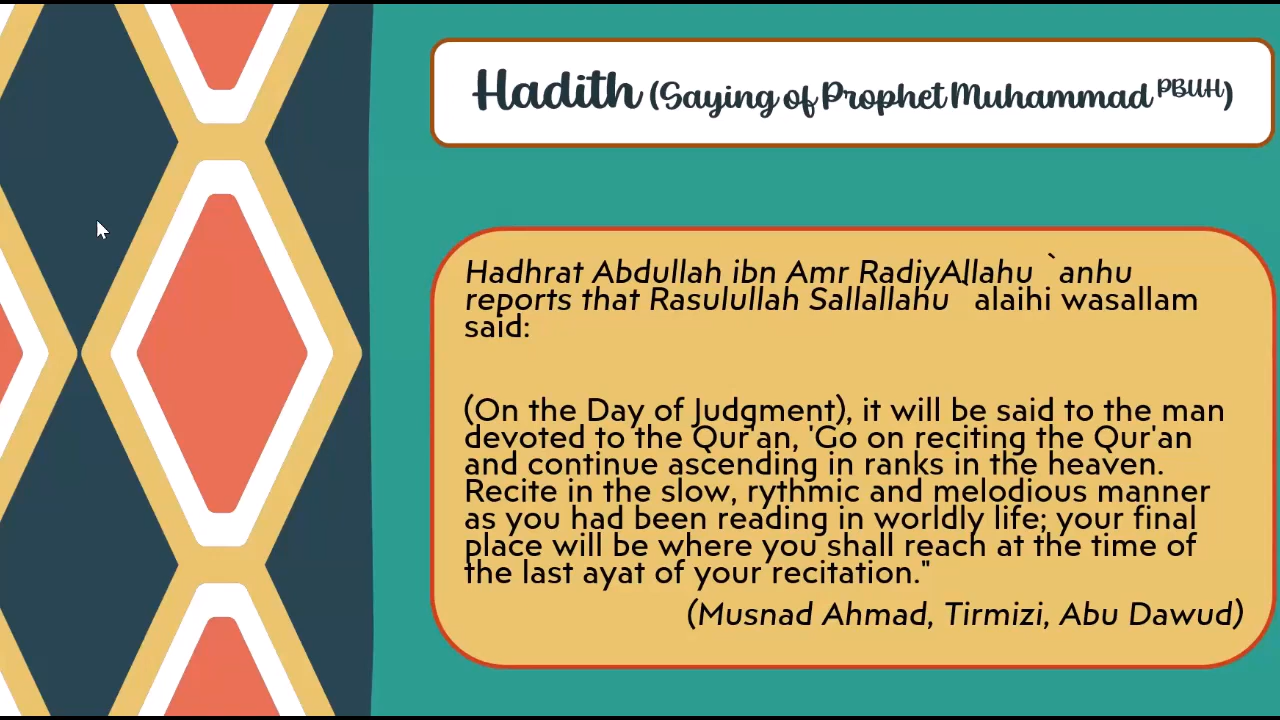 Hadith (Saying of Prophet Muhammad PBUH)
Hadhrat Abdullah ibn Amr RadiyAllahu `anhu
reports that Rasulullah Sallallahu `alaihi wasallam
said:
(On the Day of Judgment), it will be said to the man
devoted to the Qur'an, 'Go on reciting the Qur'an
and continue ascending in ranks in the heaven.
Recite in the slow, rythmic and melodious manner
as you had been reading in worldly life; your final
place will be where you shall reach at the time of
the last ayat of your recitation."
(Musnad Ahmad, Tirmizi, Abu Dawud)